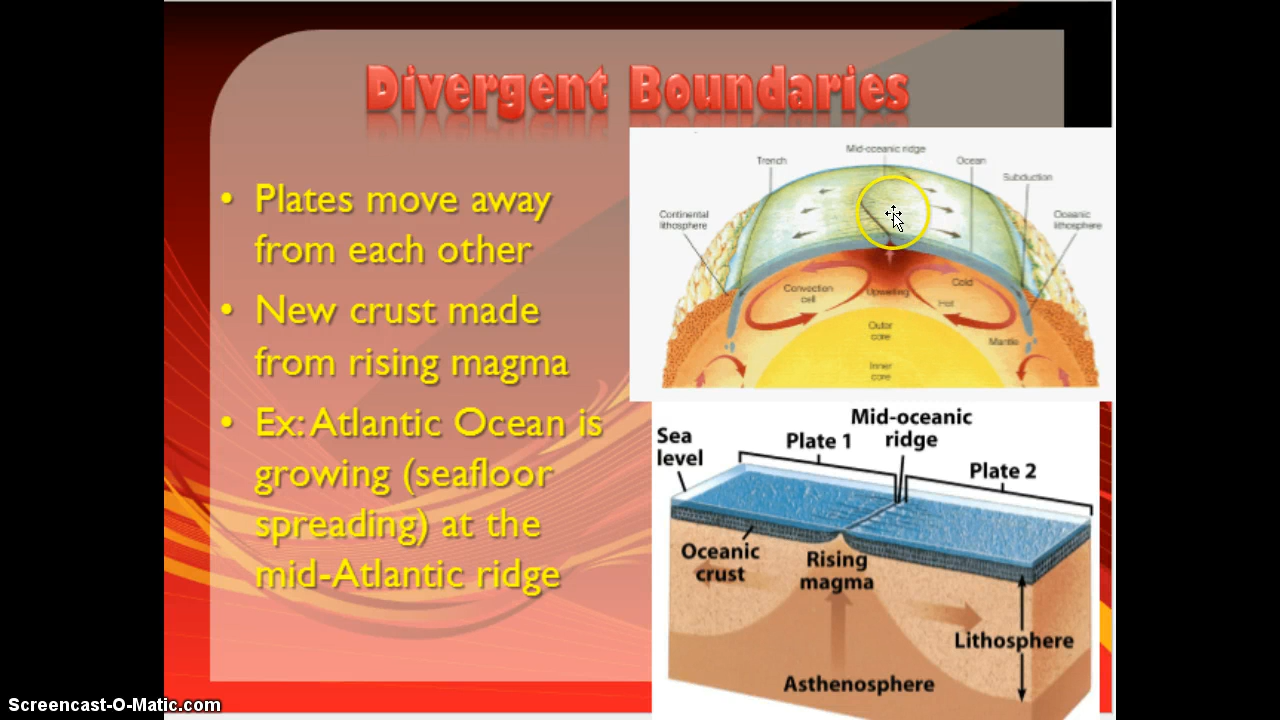 Divergent Boundaries
• Plates move away
from each other
• New crust made
from rising magma
• Ex: Atlantic Ocean is
growing (seafloor
spreading) at the
mid-Atlantic ridge
Mid-oceanic ridge
Trench
Ocean
Subduction
Continental
lithosphere
Oceanic
lithosphere
Convection
cell
Upwelling
Cold
Hot
Outer
core
Mantle
Inner
core
Mid-oceanic
ridge
Sea
level
Plate 1
Plate 2
Oceanic
crust
Rising
magma
Lithosphere
Asthenosphere
Screencast-O-Matic.com